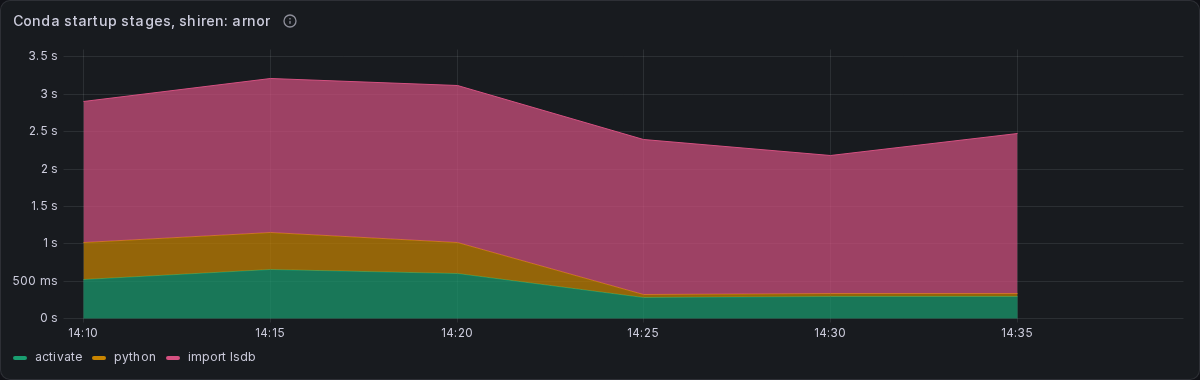 Conda startup stages, shiren: arnor
3.5 s
3 s
2.5 s
2 s
1.5 s
1 s
500 ms
0 s
14:10 14:15 14:20 14:25 14:30 14:35
activate python import lsdb